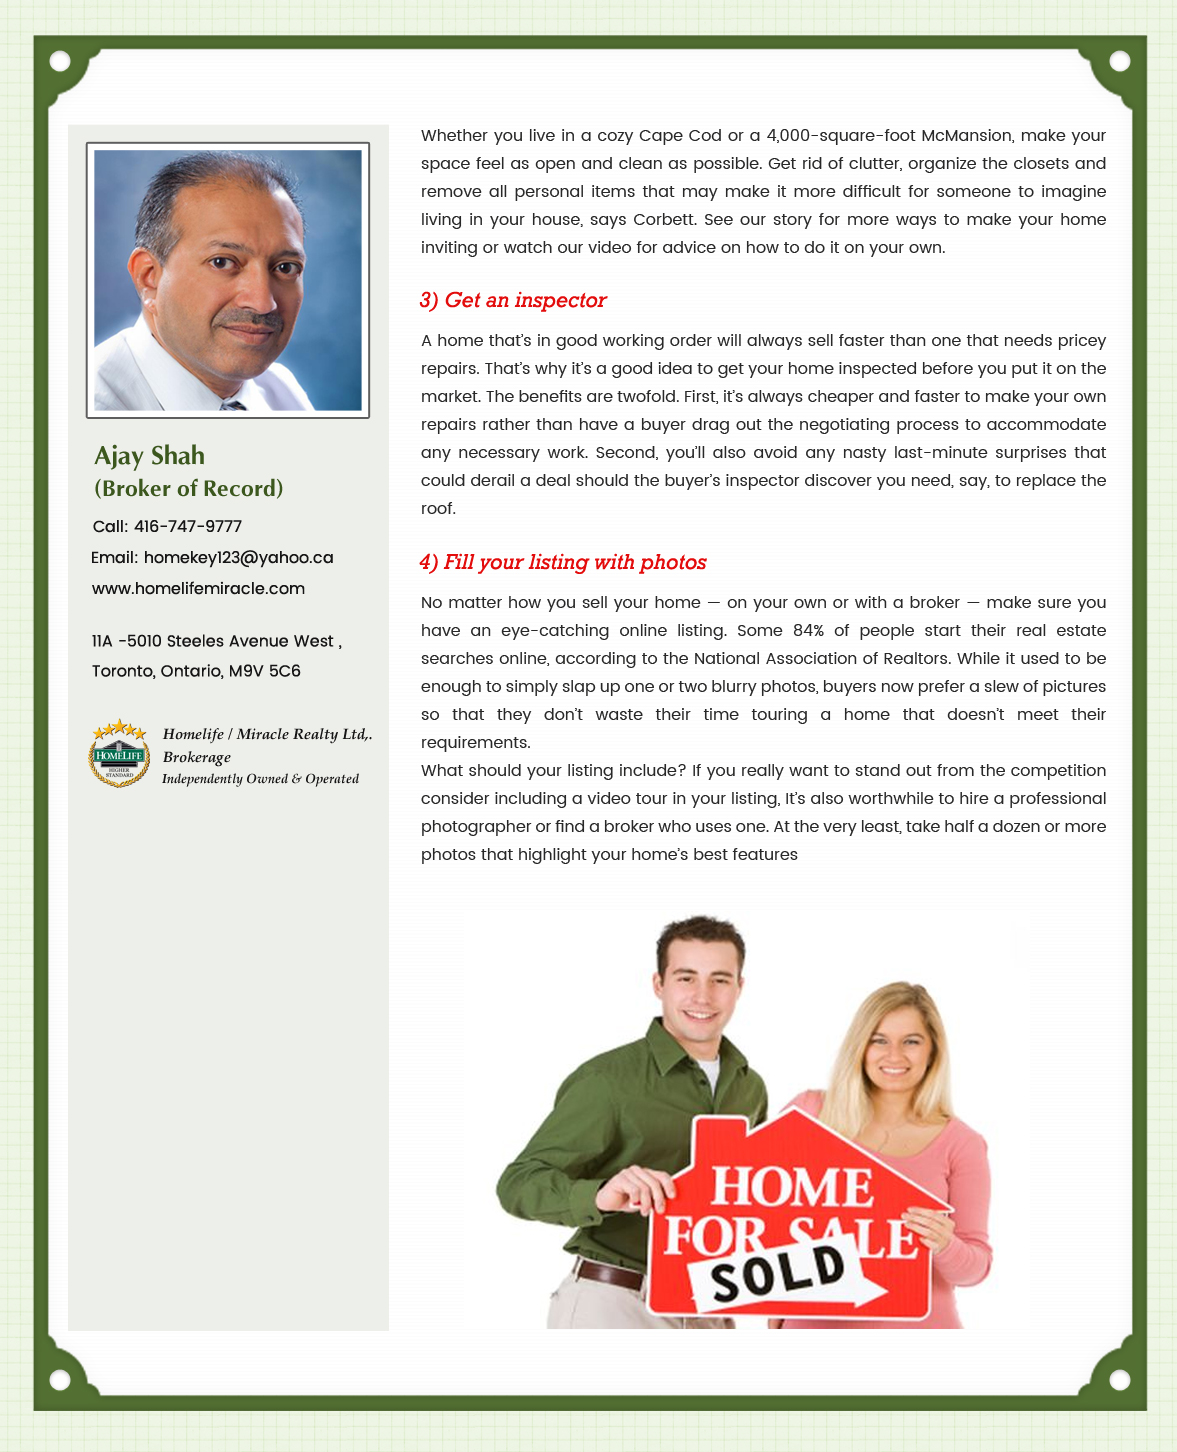 Ajay Shah
(Broker of Record)
Call: 416-747-9777
Email: homekey123@yahoo.ca
www.homelifemiracle.com
11A -5010 Steeles Avenue West ,
Toronto, Ontario, M9V 5C6
HOMELIFE
HIGHER
STANDARD
Homelife / Miracle Realty Ltd,.
Brokerage
Independently Owned & Operated
Whether you live in a cozy Cape Cod or a 4,000-square-foot McMansion, make your
space feel as open and clean as possible. Get rid of clutter, organize the closets and
remove all personal items that may make it more difficult for someone to imagine
living in your house, says Corbett. See our story for more ways to make your home
inviting or watch our video for advice on how to do it on your own.
3) Get an inspector
A home that’s in good working order will always sell faster than one that needs pricey
repairs. That’s why it’s a good idea to get your home inspected before you put it on the
market. The benefits are twofold. First, it’s always cheaper and faster to make your own
repairs rather than have a buyer drag out the negotiating process to accommodate
any necessary work. Second, you’ll also avoid any nasty last-minute surprises that
could derail a deal should the buyer’s inspector discover you need, say, to replace the
roof.
4) Fill your listing with photos
No matter how you sell your home — on your own or with a broker — make sure you
have an eye-catching online listing. Some 84% of people start their real estate
searches online, according to the National Association of Realtors. While it used to be
enough to simply slap up one or two blurry photos, buyers now prefer a slew of pictures
so that they don’t waste their time touring a home that doesn’t meet their
requirements.
What should your listing include? If you really want to stand out from the competition
consider including a video tour in your listing, It’s also worthwhile to hire a professional
photographer or find a broker who uses one. At the very least, take half a dozen or more
photos that highlight your home’s best features
HOME
FOR SALE
SOLD